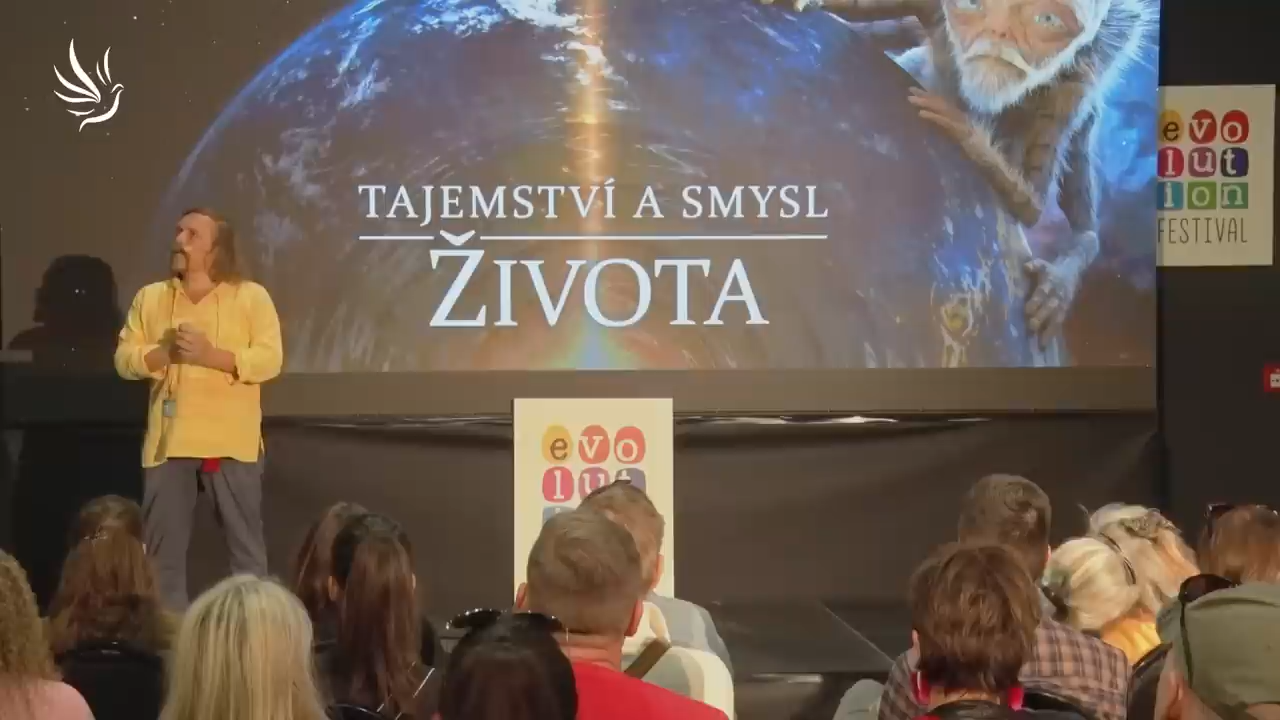 TAJEMSTVÍ A SMYSL
ŽIVOTA
evo
lut
ion
FESTIVAL
evo
lut